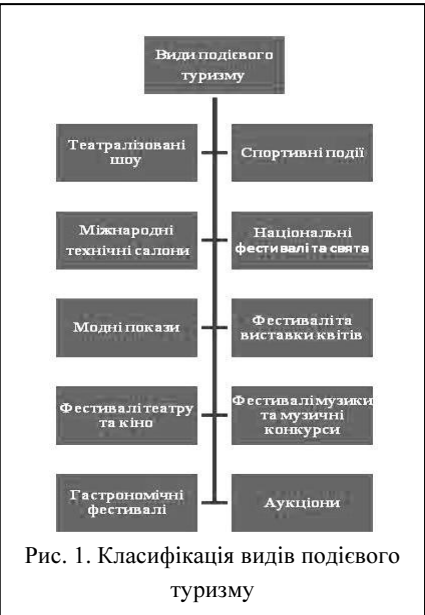 Види подієвого
туризму
Театралізовані
шоу
Спортивні події
Міжнародні
технічні салони
Національні
фестивалі та свята
Модні покази
Фестивалі та
виставки квітів
Фестивалі театру
та кіно
Фестивалі музики
та музичні
конкурси
Гастрономічні
фестивалі
Аукціони
Рис. 1. Класифікація видів подієвого
туризму